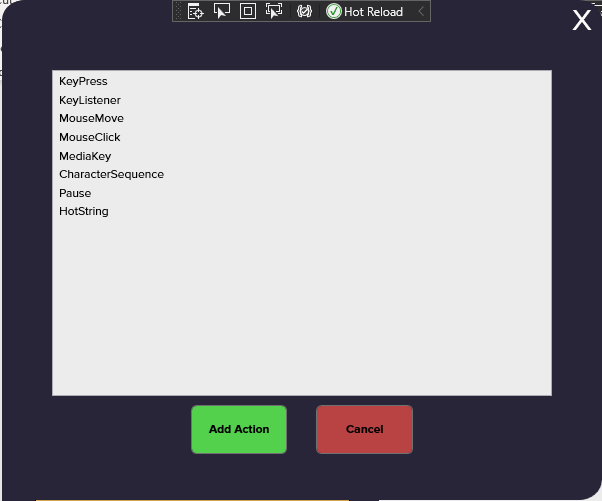 Hot Reload
X
KeyPress
KeyListener
MouseMove
MouseClick
MediaKey
CharacterSequence
Pause
HotString
Add Action
Cancel